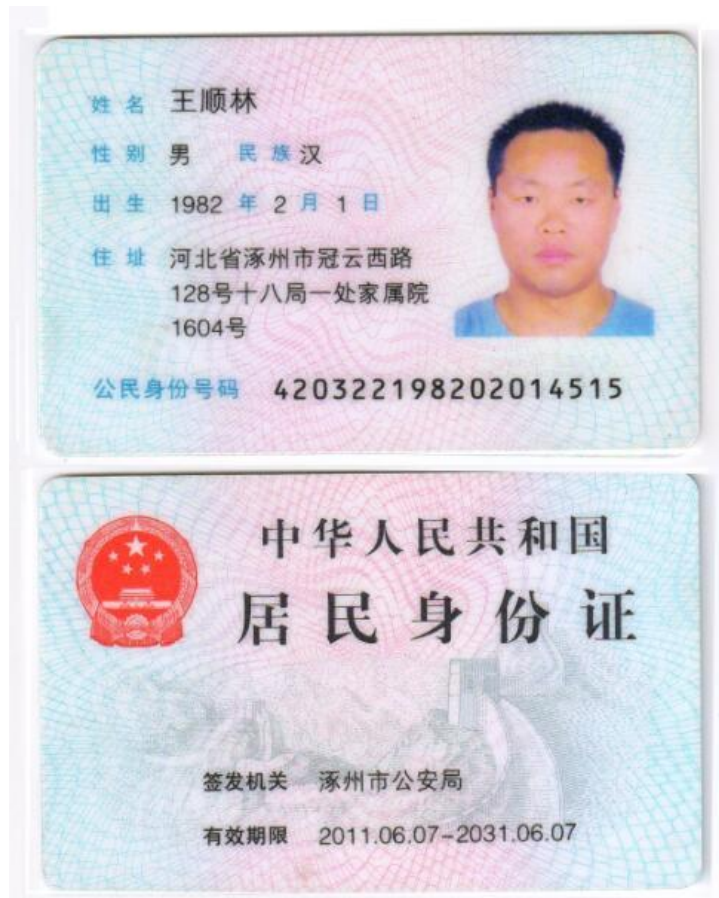 姓名 王顺林
性别 男 民族 汉
出生 1982 年 2 月 1 日
住址 河北省涿州市冠云西路
128号十八局一处家属院
1604号
公民身份号码 420322198202014515
中华人民共和国
居民身份证
签发机关 涿州市公安局
有效期限 2011.06.07-2031.06.07